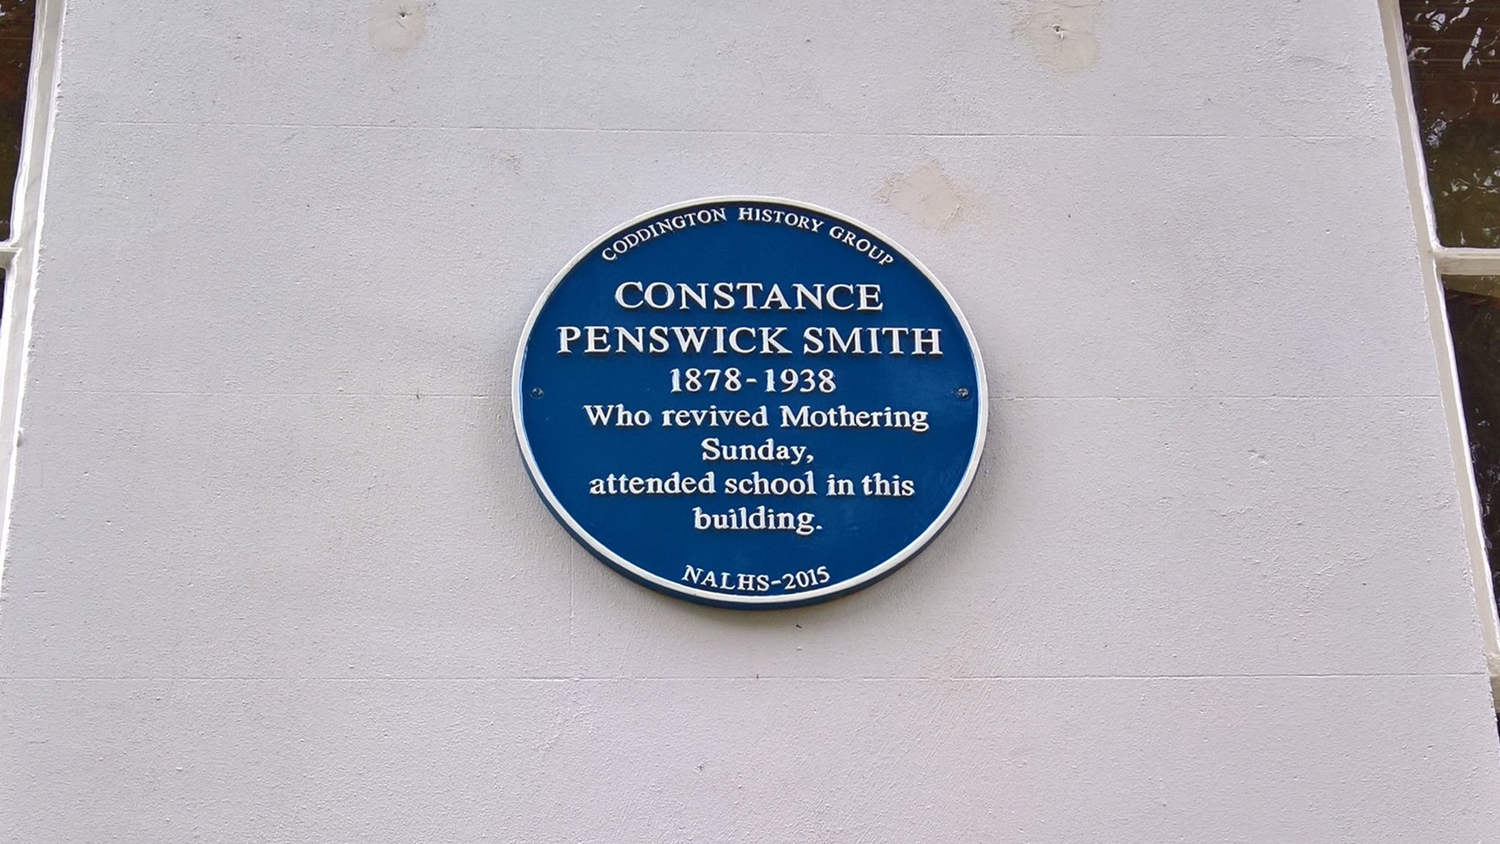 CODDINGTON HISTORY GROUP
CONSTANCE
PENSWICK SMITH
1878-1938
Who revived Mothering
Sunday,
attended school in this
building.
NALHS-2015